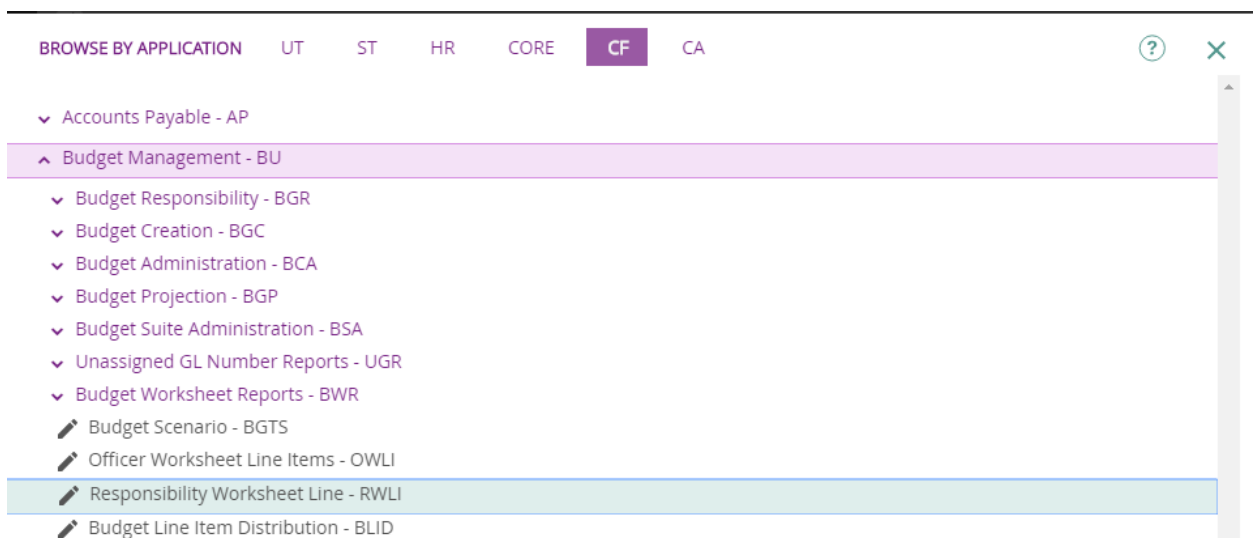 BROWSE BY APPLICATION UT ST HR CORE CF CA ?
Accounts Payable - AP
Budget Management - BU
Budget Responsibility - BGR
Budget Creation - BGC
Budget Administration - BCA
Budget Projection - BGP
Budget Suite Administration - BSA
Unassigned GL Number Reports - UGR
Budget Worksheet Reports - BWR
Budget Scenario - BGTS
Officer Worksheet Line Items - OWLI
Responsibility Worksheet Line - RWLI
Budget Line Item Distribution - BLID